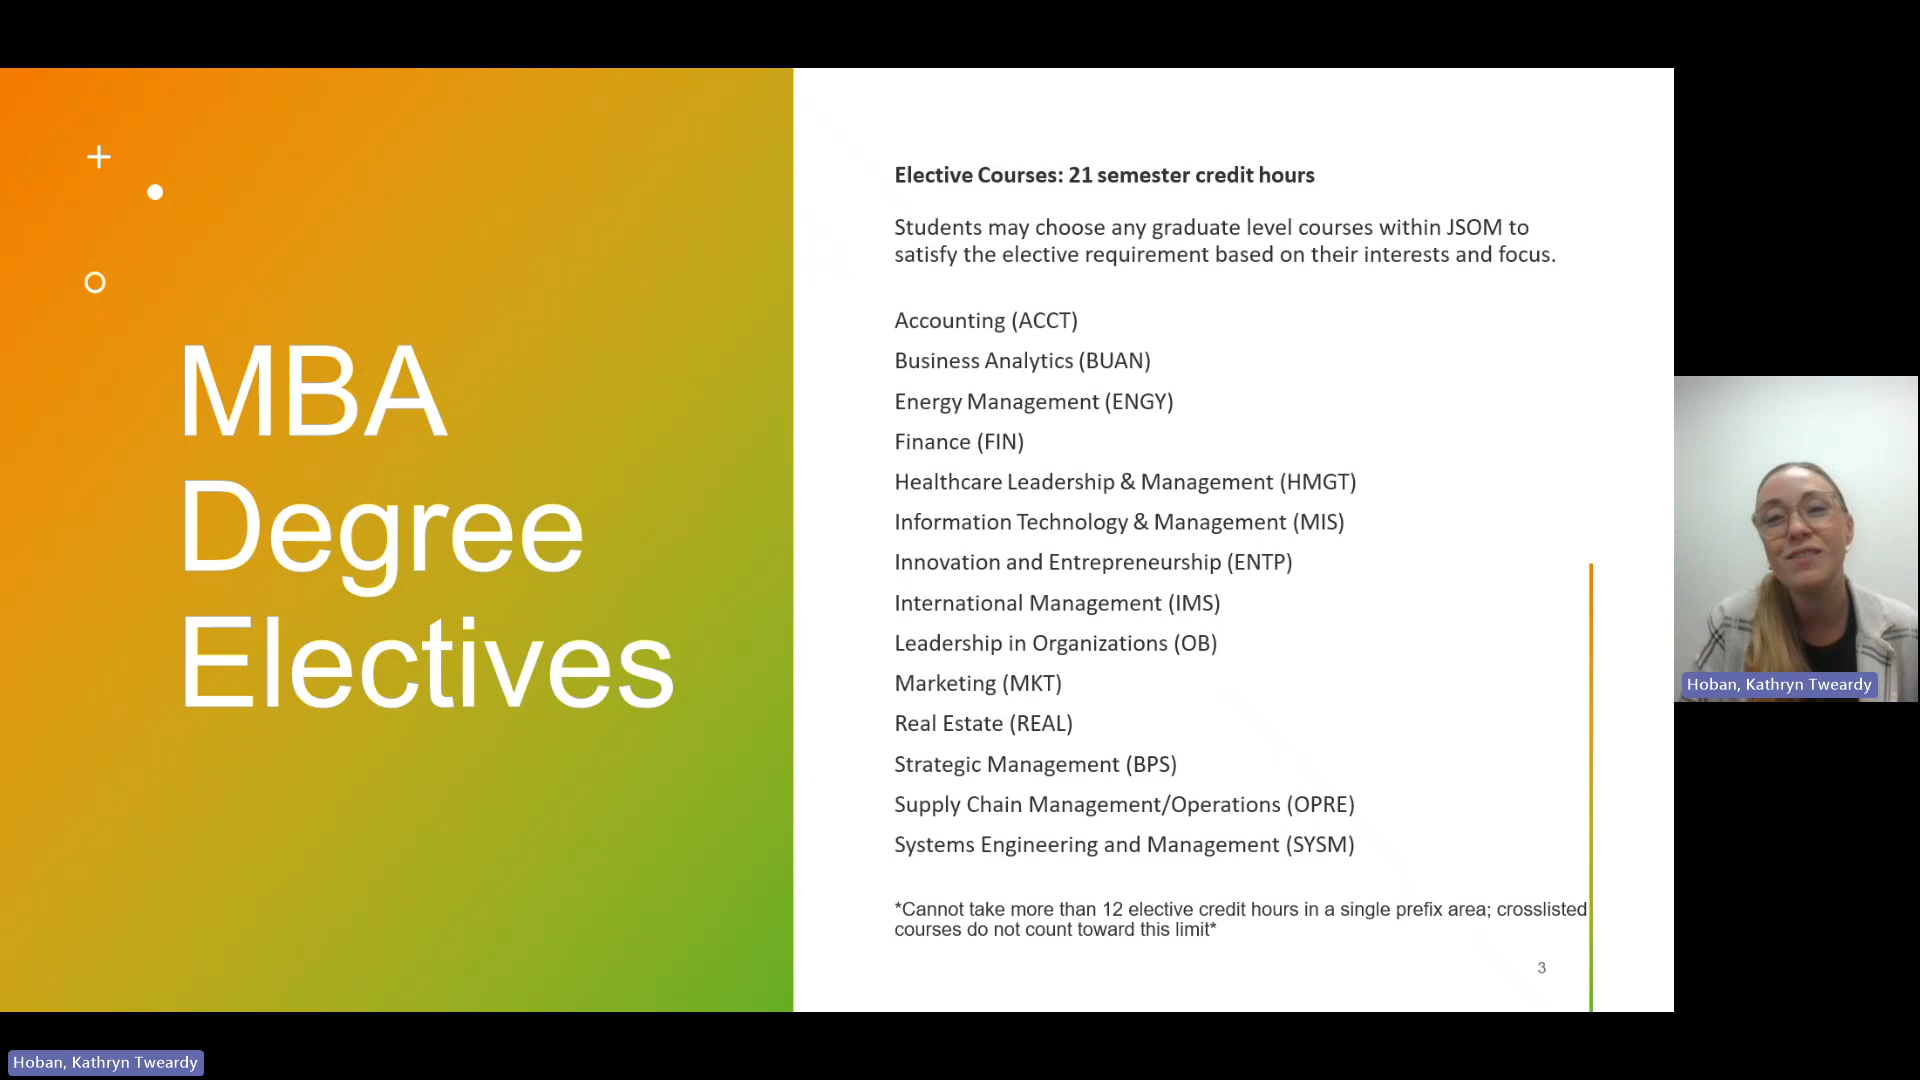 MBA
Degree
Electives
Elective Courses: 21 semester credit hours
Students may choose any graduate level courses within JSOM to
satisfy the elective requirement based on their interests and focus.
Accounting (ACCT)
Business Analytics (BUAN)
Energy Management (ENGY)
Finance (FIN)
Healthcare Leadership & Management (HMGT)
Information Technology & Management (MIS)
Innovation and Entrepreneurship (ENTP)
International Management (IMS)
Leadership in Organizations (OB)
Marketing (MKT)
Real Estate (REAL)
Strategic Management (BPS)
Supply Chain Management/Operations (OPRE)
Systems Engineering and Management (SYSM)
*Cannot take more than 12 elective credit hours in a single prefix area; crosslisted
courses do not count toward this limit*
3
Hoban, Kathryn Tweardy
Hoban, Kathryn Tweardy